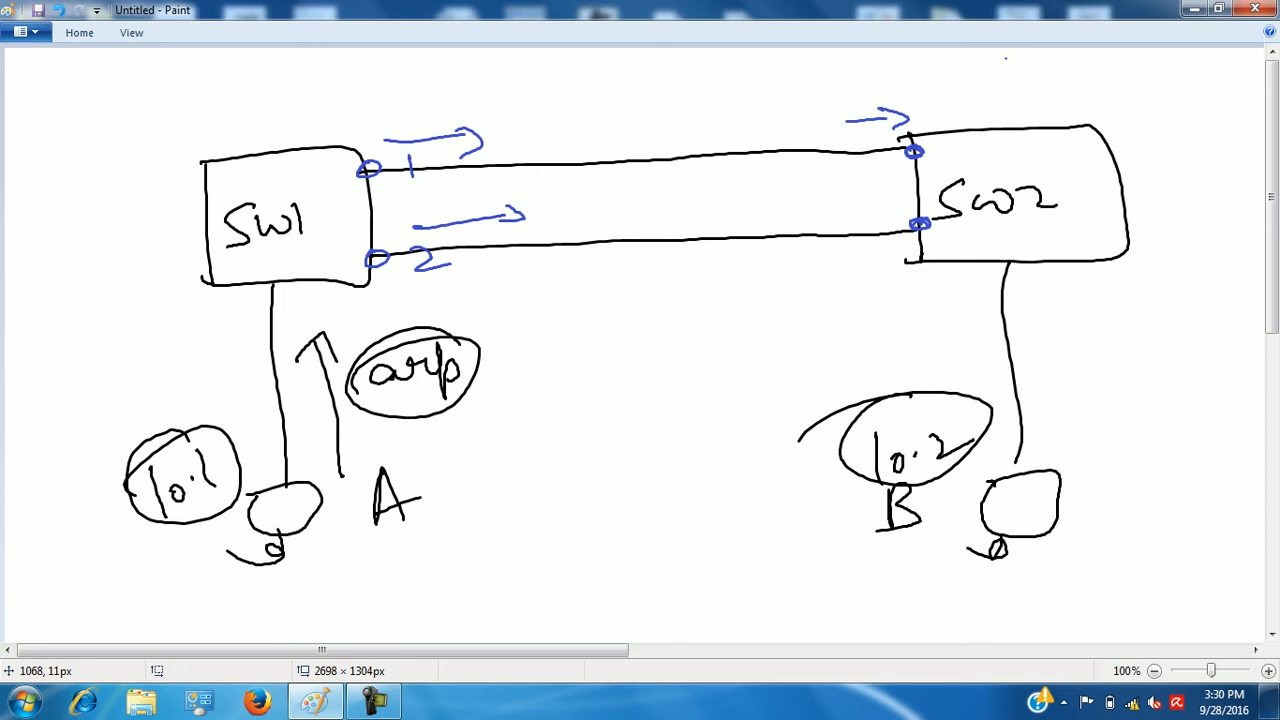 Untitled - Paint
Home
View
1
SW1
SW2
2
arp
10.1
10.2
A
B
1068, 11px
2698 × 1304px
100%
3:30 PM
9/28/2016